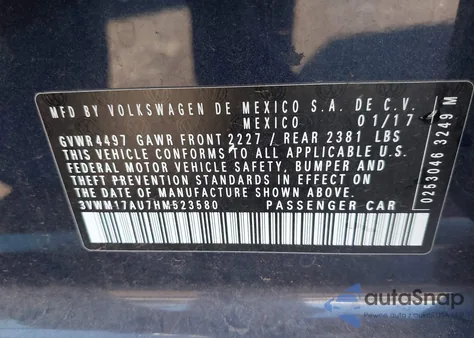 MFD BY VOLKSWAGEN DE MEXICO S.A. DE C.V.
MEXICO 01/17
GVWR 4497 GAWR FRONT 2227 / REAR 2381 LBS
THIS VEHICLE CONFORMS TO ALL APPLICABLE U.S.
FEDERAL MOTOR VEHICLE SAFETY, BUMPER AND
THEFT PREVENTION STANDARDS IN EFFECT ON THE
DATE OF MANUFACTURE SHOWN ABOVE.
3VWM17AU7HM523580 PASSENGER CAR
0253046 3249 M
autoSnap